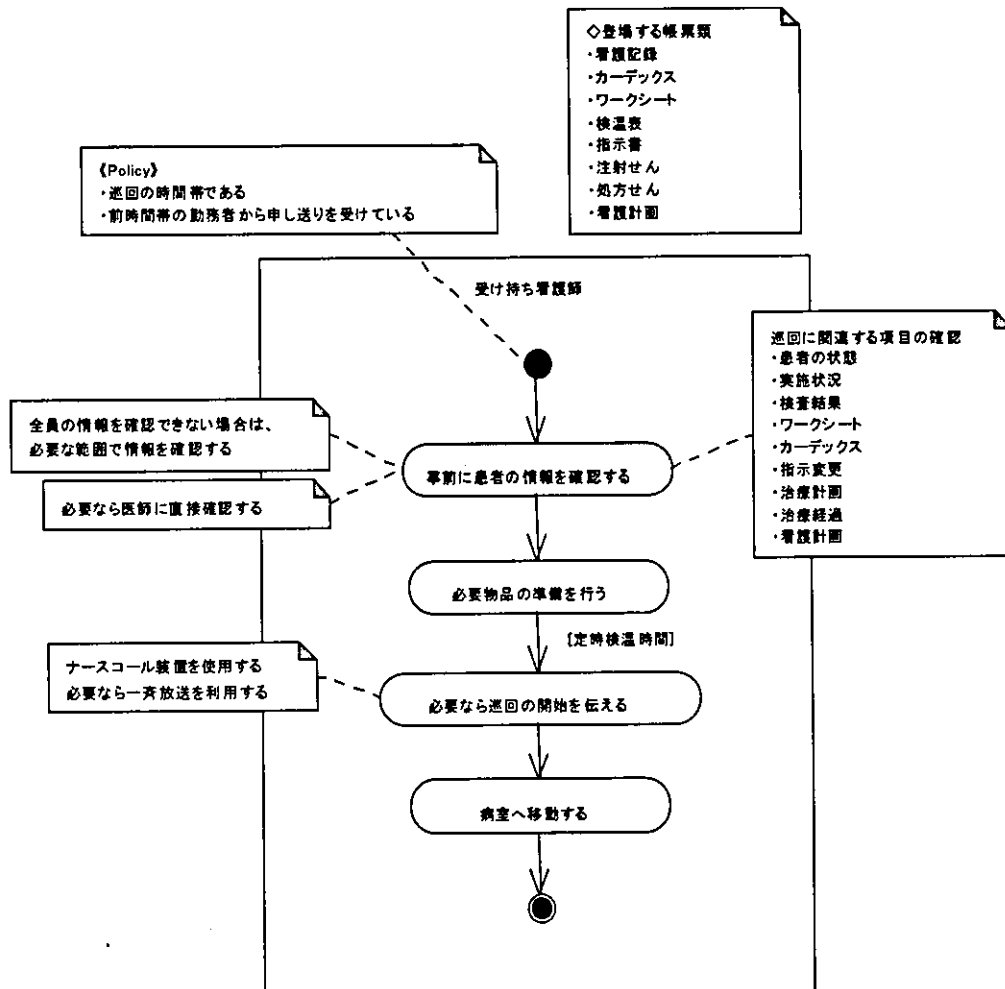 ◇登場する帳票類
・看護記録
・カーデックス
・ワークシート
・検温表
・指示書
・注射せん
・処方せん
・看護計画
《Policy》
・巡回の時間帯である
・前時間帯の勤務者から申し送りを受けている
受け持ち看護師
巡回に関連する項目の確認
・患者の状態
・実施状況
・検査結果
・ワークシート
・カーデックス
・指示変更
・治療計画
・治療経過
・看護計画
全員の情報を確認できない場合は、
必要な範囲で情報を確認する
事前に患者の情報を確認する
必要なら医師に直接確認する
必要物品の準備を行う
[定時検温時間]
ナースコール装置を使用する
必要なら一斉放送を利用する
必要なら巡回の開始を伝える
病室へ移動する